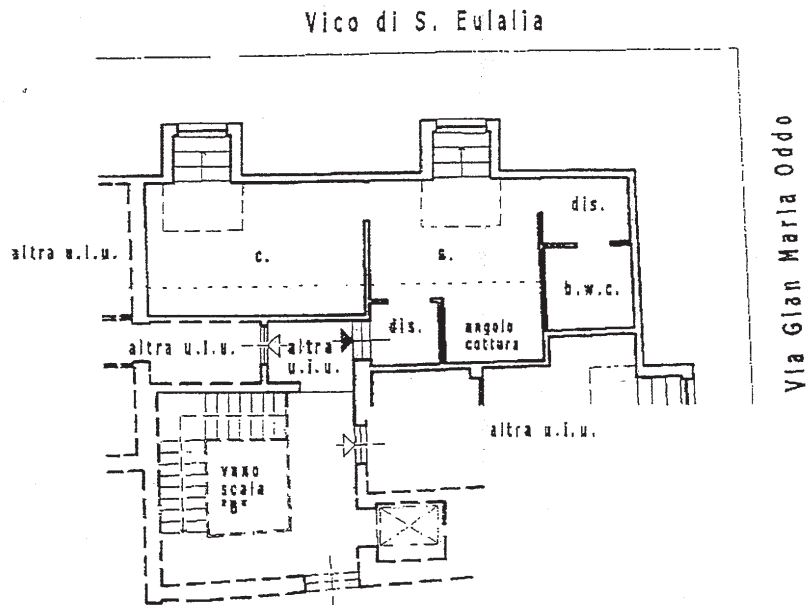 Vico di S. Eulalia
Via Gian Maria Oddo
dis.
altra u.i.u.
c.
s.
b.w.c.
altra u.i.u.
altra
u.i.u.
dis.
angolo
cottura
altra u.i.u.
vano
scala
"B"